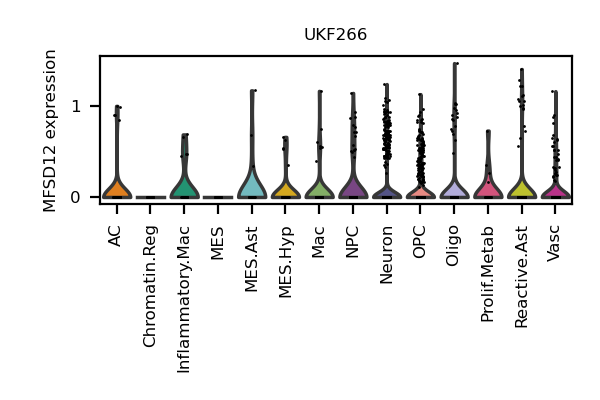 UKF266
MFSD12 expression
1
0
AC
Chromatin.Reg
Inflammatory.Mac
MES
MES.Ast
MES.Hyp
Mac
NPC
Neuron
OPC
Oligo
Prolif.Metab
Reactive.Ast
Vasc